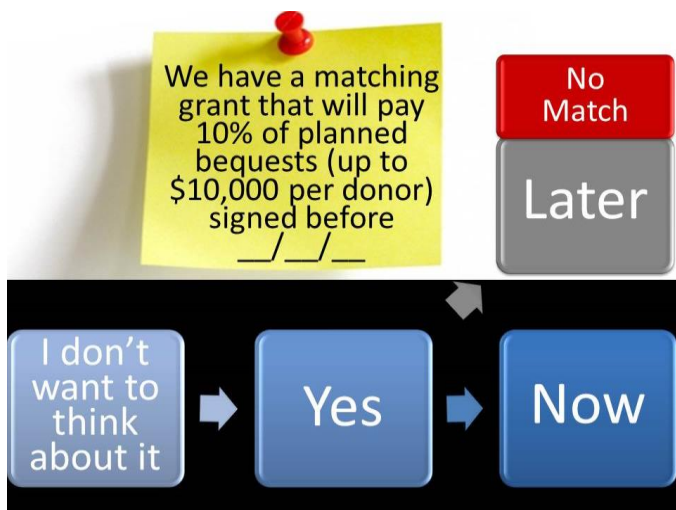 We have a matching
grant that will pay
10% of planned
bequests (up to
$10,000 per donor)
signed before
__/__/__
No
Match
Later
I don’t
want to
think
about it
Yes
Now